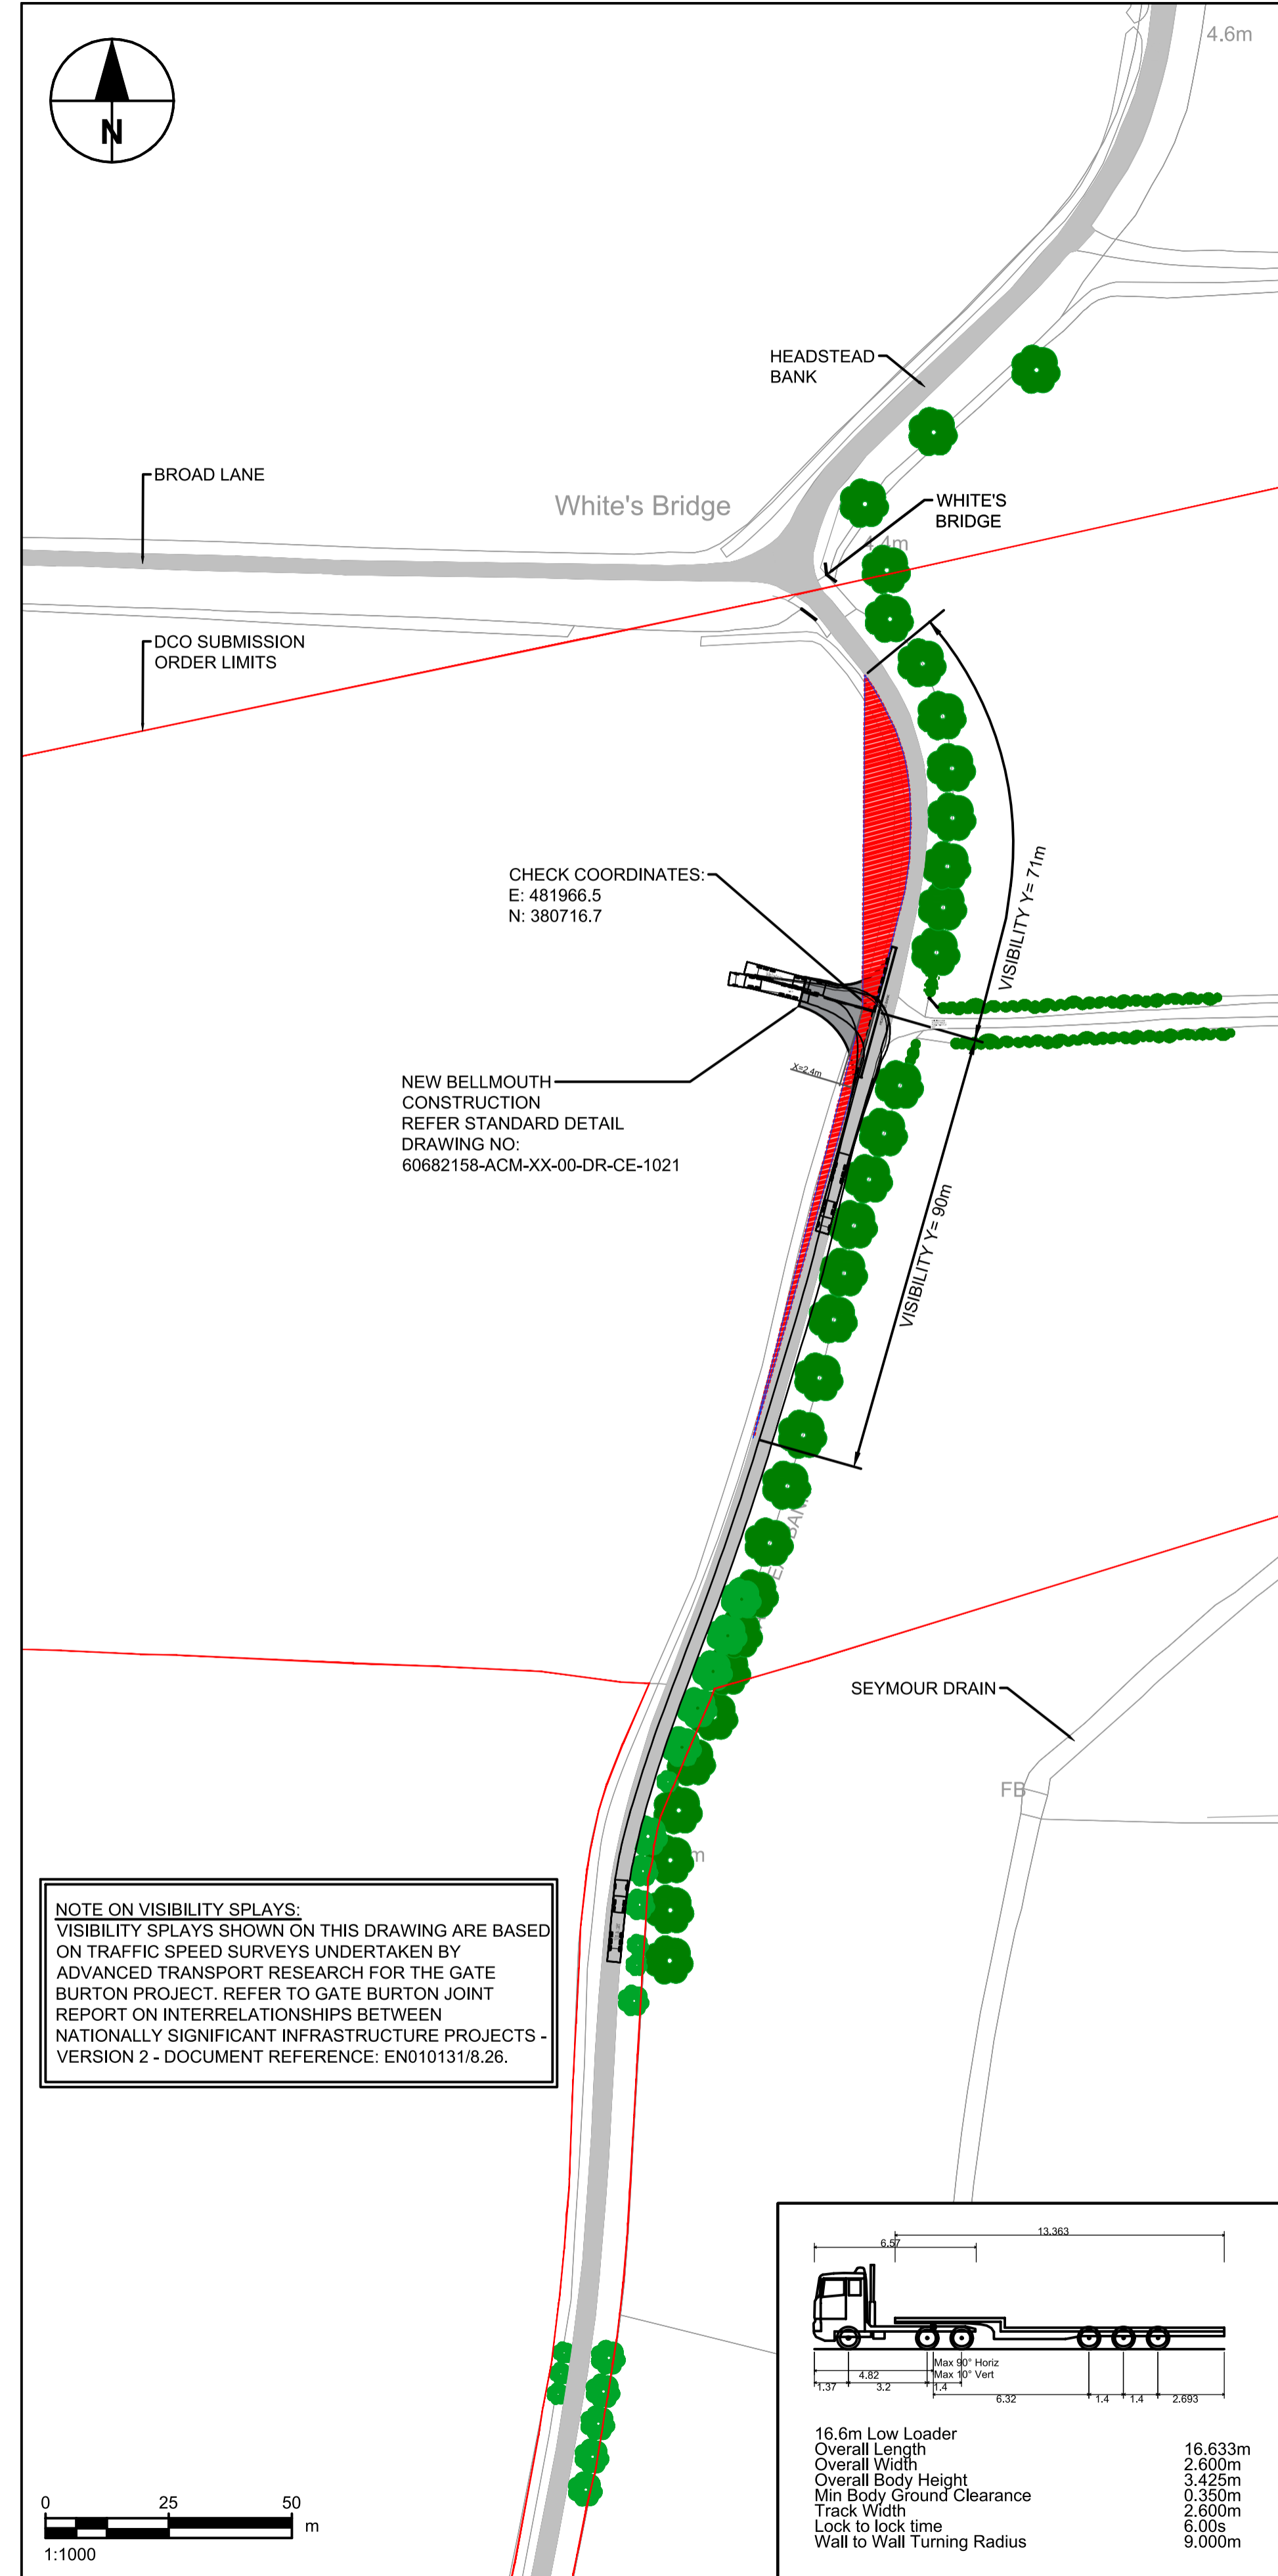 4.6m
N
HEADSTEAD
BANK
BROAD LANE
White's Bridge
WHITE'S
BRIDGE
4.4m
DCO SUBMISSION
ORDER LIMITS
CHECK COORDINATES:
E: 481966.5
N: 380716.7
VISIBILITY Y= 71m
X=2.4m
NEW BELLMOUTH
CONSTRUCTION
REFER STANDARD DETAIL
DRAWING NO:
60682158-ACM-XX-00-DR-CE-1021
VISIBILITY Y= 90m
SEYMOUR DRAIN
FB
m
NOTE ON VISIBILITY SPLAYS:
VISIBILITY SPLAYS SHOWN ON THIS DRAWING ARE BASED
ON TRAFFIC SPEED SURVEYS UNDERTAKEN BY
ADVANCED TRANSPORT RESEARCH FOR THE GATE
BURTON PROJECT. REFER TO GATE BURTON JOINT
REPORT ON INTERRELATIONSHIPS BETWEEN
NATIONALLY SIGNIFICANT INFRASTRUCTURE PROJECTS -
VERSION 2 - DOCUMENT REFERENCE: EN010131/8.26.
13.363
6.57
Max 90° Horiz
4.82 Max 10° Vert
1.37 3.2 1.4
6.32 1.4 1.4 2.693
16.6m Low Loader
Overall Length 16.633m
Overall Width 2.600m
Overall Body Height 3.425m
Min Body Ground Clearance 0.350m
Track Width 2.600m
Lock to lock time 6.00s
Wall to Wall Turning Radius 9.000m
0 25 50
m
1:1000